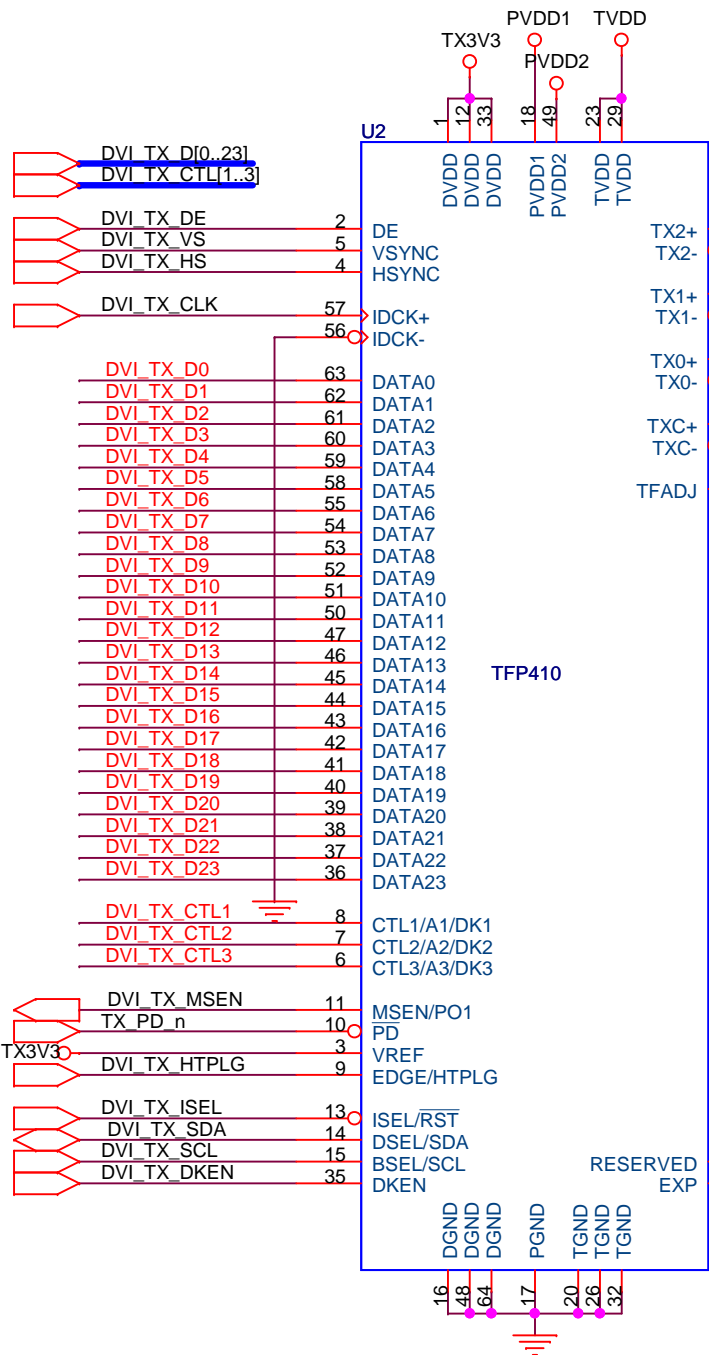 PVDD1 TVDD
TX3V3
PVDD2
1 12 33 18 49 23 29
U2
DVDD DVDD DVDD PVDD1 PVDD2 TVDD TVDD
DVI_TX_D[0..23]
DVI_TX_CTL[1..3]
DVI_TX_DE 2 DE TX2+
DVI_TX_VS 5 VSYNC TX2-
DVI_TX_HS 4 HSYNC
TX1+
DVI_TX_CLK 57 IDCK+ TX1-
56 IDCK-
TX0+
DVI_TX_D0 63 DATA0 TX0-
DVI_TX_D1 62 DATA1
DVI_TX_D2 61 DATA2 TXC+
DVI_TX_D3 60 DATA3 TXC-
DVI_TX_D4 59 DATA4
DVI_TX_D5 58 DATA5 TFADJ
DVI_TX_D6 55 DATA6
DVI_TX_D7 54 DATA7
DVI_TX_D8 53 DATA8
DVI_TX_D9 52 DATA9
DVI_TX_D10 51 DATA10
DVI_TX_D11 50 DATA11
DVI_TX_D12 47 DATA12
DVI_TX_D13 46 DATA13
DVI_TX_D14 45 DATA14 TFP410
DVI_TX_D15 44 DATA15
DVI_TX_D16 43 DATA16
DVI_TX_D17 42 DATA17
DVI_TX_D18 41 DATA18
DVI_TX_D19 40 DATA19
DVI_TX_D20 39 DATA20
DVI_TX_D21 38 DATA21
DVI_TX_D22 37 DATA22
DVI_TX_D23 36 DATA23
DVI_TX_CTL1 8 CTL1/A1/DK1
DVI_TX_CTL2 7 CTL2/A2/DK2
DVI_TX_CTL3 6 CTL3/A3/DK3
DVI_TX_MSEN 11 MSEN/PO1
TX_PD_n 10 PD
TX3V3 3 VREF
DVI_TX_HTPLG 9 EDGE/HTPLG
DVI_TX_ISEL 13 ISEL/RST
DVI_TX_SDA 14 DSEL/SDA
DVI_TX_SCL 15 BSEL/SCL RESERVED
DVI_TX_DKEN 35 DKEN EXP
DGND DGND DGND PGND TGND TGND TGND
16 48 64 17 20 26 32